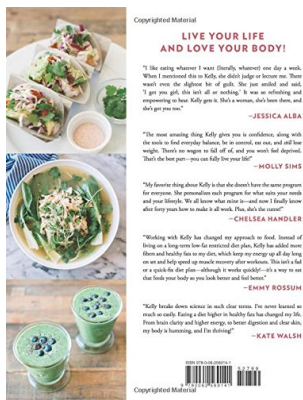 Copyrighted Material
LIVE YOUR LIFE
AND LOVE YOUR BODY!
"I like eating whatever I want (literally, whatever) one day a week.
When I mentioned this to Kelly, she didn't judge or lecture me. There
wasn't even the slightest bit of guilt. She just smiled and said,
'I got you girl, this isn't all or nothing.' It was so refreshing and
empowering to hear. Kelly gets it. She's a woman, she's been there, and
she's got you too."
—JESSICA ALBA
"The most amazing thing Kelly gives you is confidence, along with
the tools to find everyday balance, be in control, eat out, and still lose
weight. There's no wagon to fall off of, and you won't feel deprived.
That's the best part—you can fully live your life!"
—MOLLY SIMS
"My favorite thing about Kelly is that she doesn't have the same program
for everyone. She personalizes each program for what suits your needs
and your lifestyle. We all know what mine is—and now I finally know
after forty years how to make it all work. Plus, she's cute!"
—CHELSEA HANDLER
"Working with Kelly has changed my approach to food. Instead of
living on a long-term low-fat restricted diet plan, Kelly has added more
fibers and healthy fats to my diet, which keep my energy up all day long
on set and help speed up muscle recovery after workouts. This isn't a fad
or a quick-fix diet plan—although it works quickly!—it's a way to eat
that feeds your body so you look better and feel better."
—EMMY ROSSUM
"Kelly breaks down science in such clear terms. I've never learned so
much so easily. Eating a diet higher in healthy fats has changed my life.
From brain clarity and higher energy, to better digestion and clear skin,
my body is humming, and I'm thriving!"
—KATE WALSH
Copyrighted Material